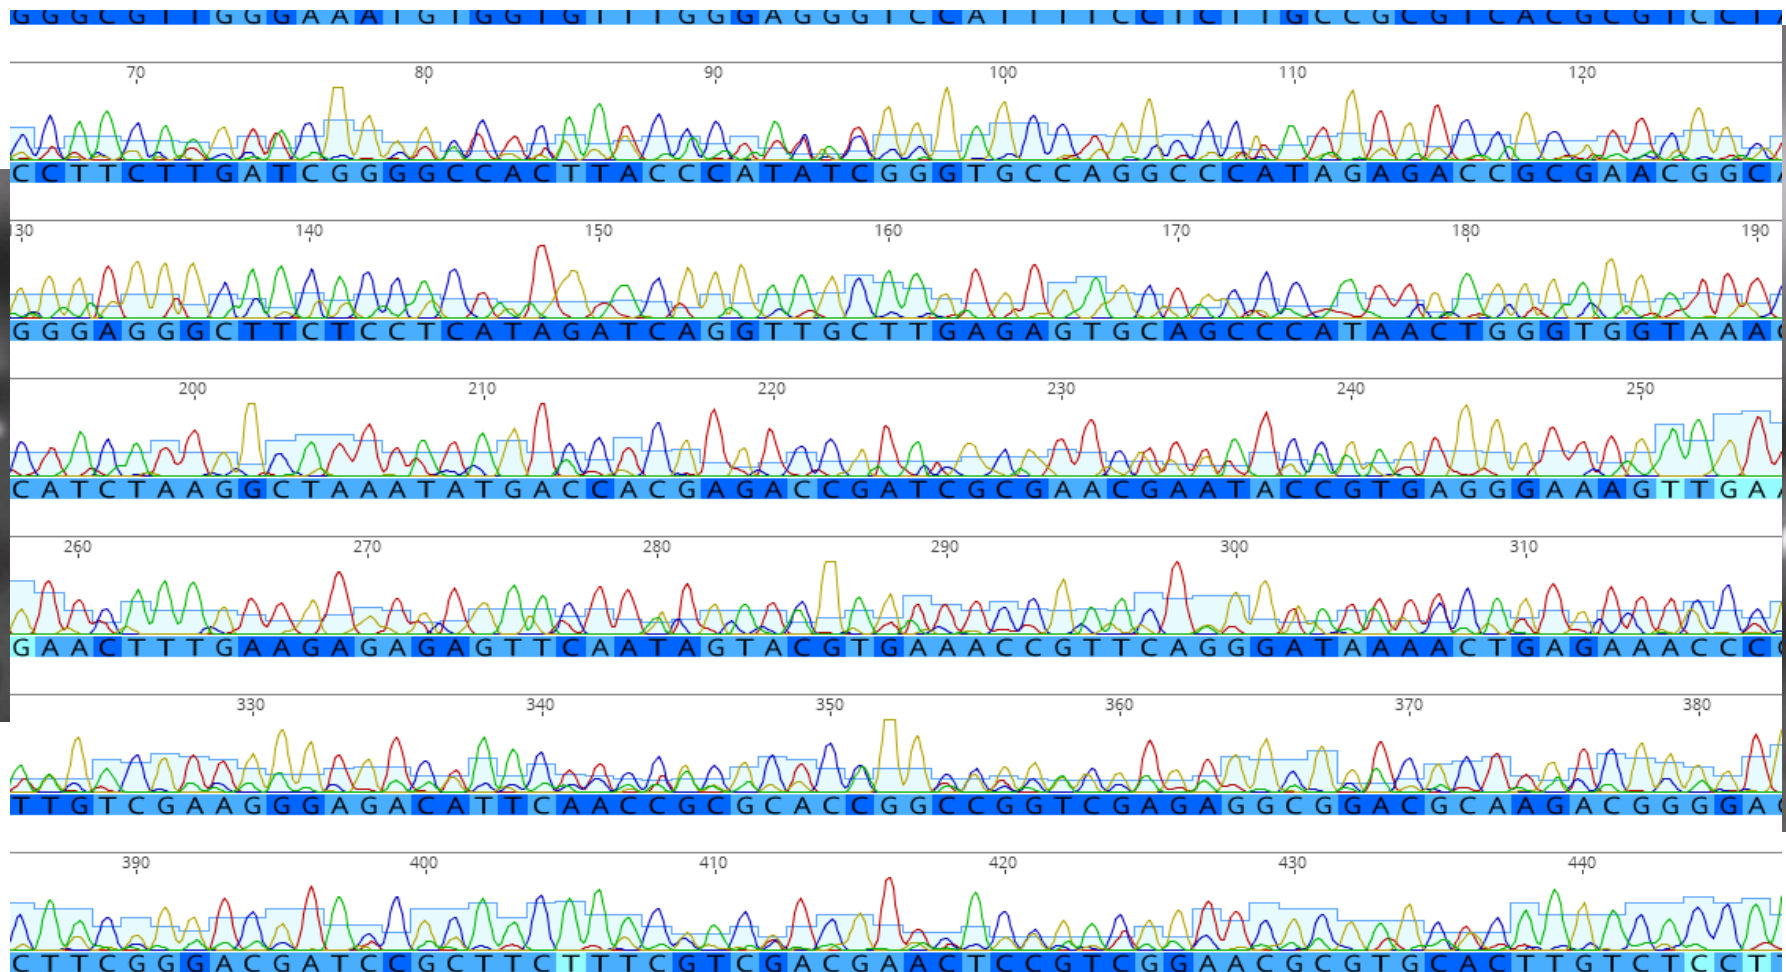 GGGCGTTGGGAAATGTGGTGTTTGGGAGGGTCCATTTTCCTCTTGCCGCGTCACGCGTCCT
70 80 90 100 110 120
CCTTCTTGATCGGGGCCACTTACCCATATCGGGTGCCAGGCCCATAGAGACCGCGAACGGC
130 140 150 160 170 180 190
GGGAGGGCTTCTCCTCATAGATCAGGTTGCTTGAGAGTGCAGCCCATAACTGGGTGGTAAA
200 210 220 230 240 250
CATCTAAGGCTAAATATGACCACGAGACCGATCGCGAACGAATACCGTGAGGGAAAGTTGA
260 270 280 290 300 310
GAACTTTGAAGAGAGAGTTCAATAGTACGTGAAACCGTTCAGGGATAAAACTGAGAAACCC
330 340 350 360 370 380
TTGTCGAAGGGAGACATTCAACCGCGCACCGGCCGGTCGAGAGGCGGACGCAAGACGGGGA
390 400 410 420 430 440
CTTCGGGACGATCCGCTTCTTTCGTCGACGAACTCCGTCGGAACGCGTGCACTTGTCTCCT